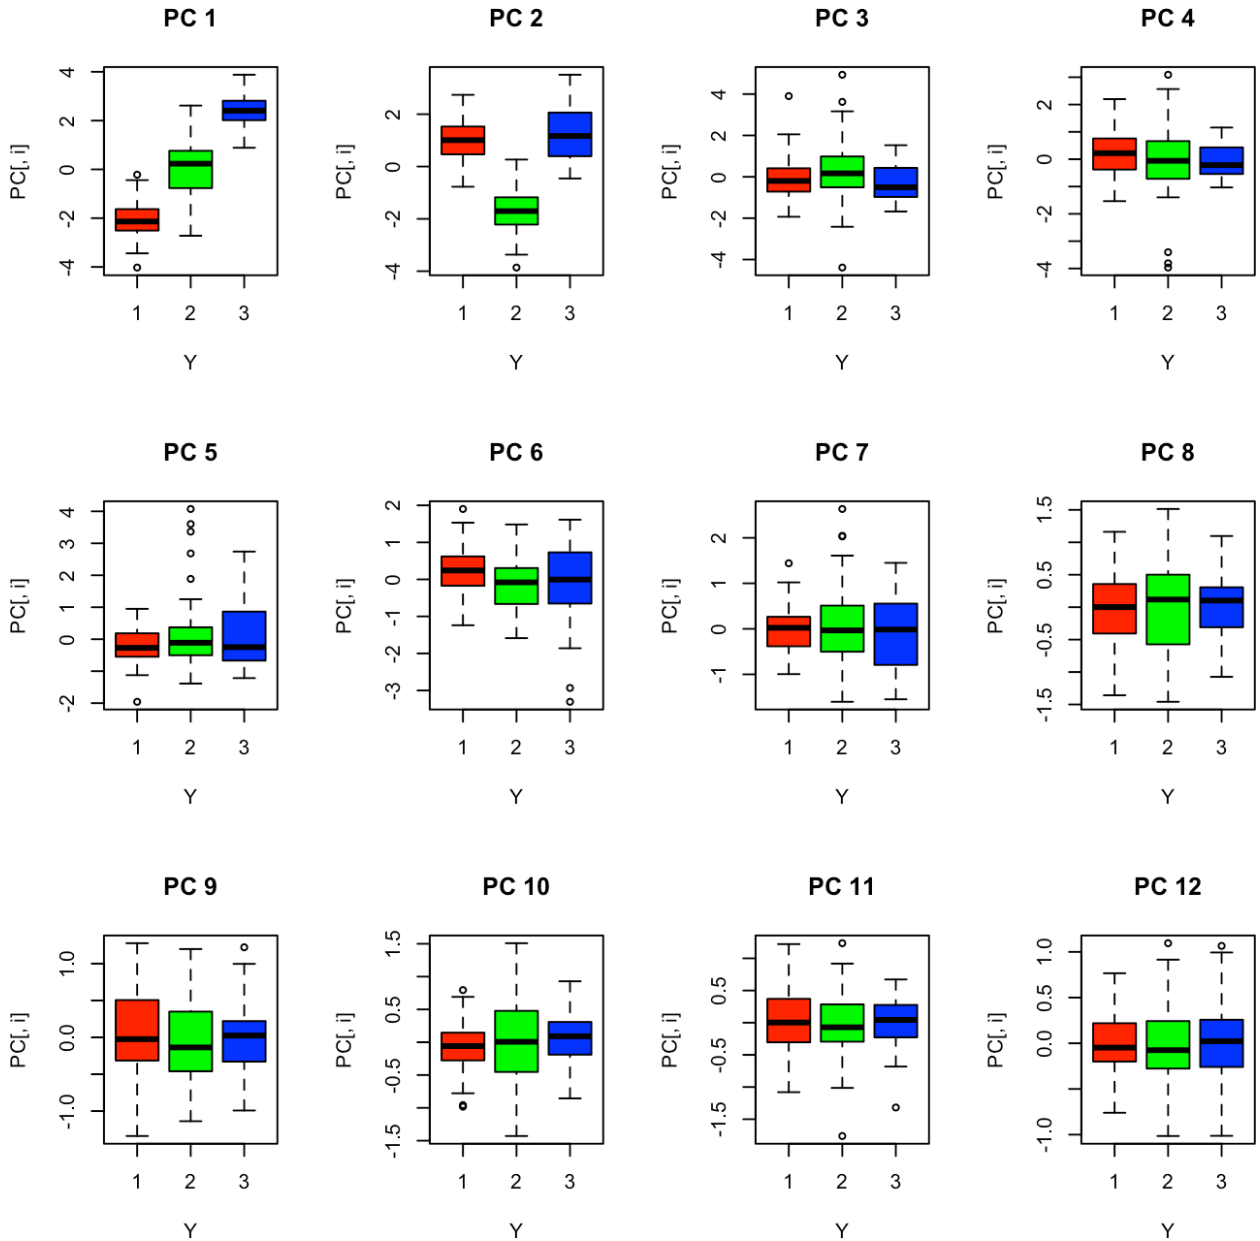 PC 1 PC 2 PC 3 PC 4
PC[, i] -4 -2 0 2 4 PC[, i] -4 -2 0 2 PC[, i] -4 -2 0 2 4 PC[, i] -4 -2 0 2
1 2 3 1 2 3 1 2 3 1 2 3
Y Y Y Y
PC 5 PC 6 PC 7 PC 8
PC[, i] -2 0 1 2 3 4 PC[, i] -3 -2 -1 0 1 2 PC[, i] -1 0 1 2 PC[, i] -1.5 -0.5 0.5 1.5
1 2 3 1 2 3 1 2 3 1 2 3
Y Y Y Y
PC 9 PC 10 PC 11 PC 12
PC[, i] -1.0 0.0 1.0 PC[, i] -1.5 -0.5 0.5 1.5 PC[, i] -1.5 -0.5 0.5 PC[, i] -1.0 0.0 0.5 1.0
1 2 3 1 2 3 1 2 3 1 2 3
Y Y Y Y